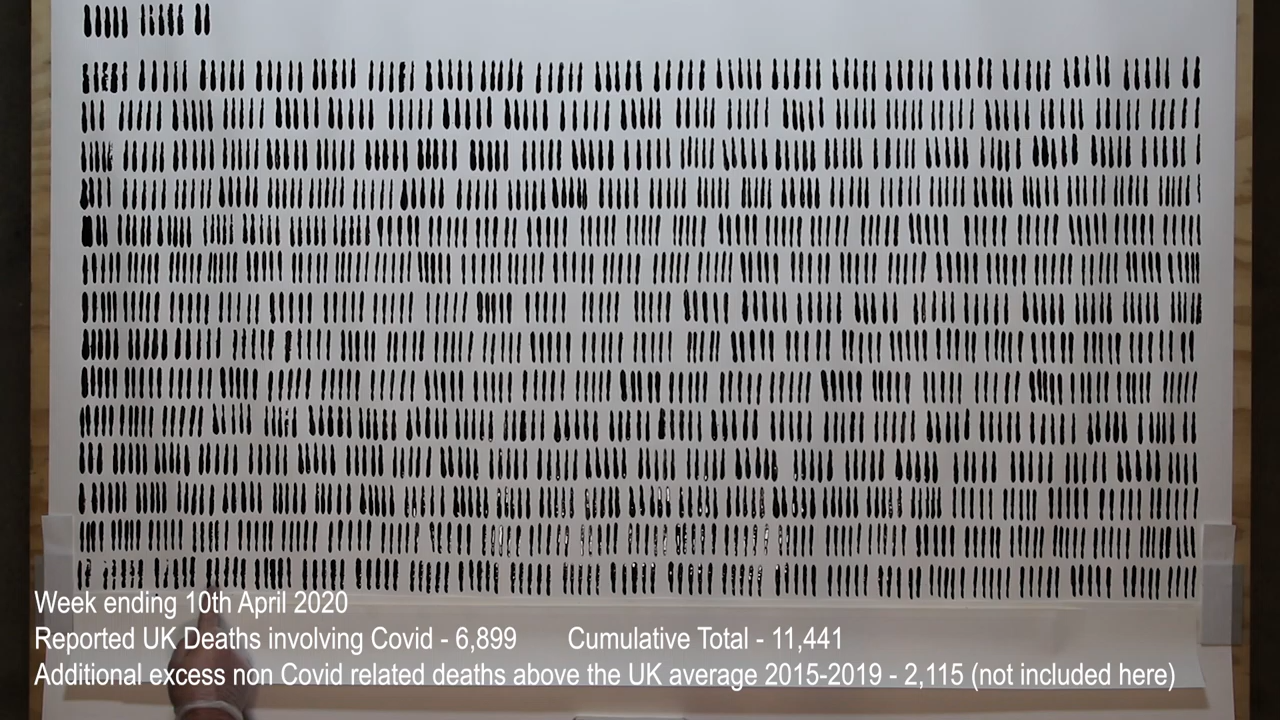 Week ending 10th April 2020
Reported UK Deaths involving Covid - 6,899 Cumulative Total - 11,441
Additional excess non Covid related deaths above the UK average 2015-2019 - 2,115 (not included here)